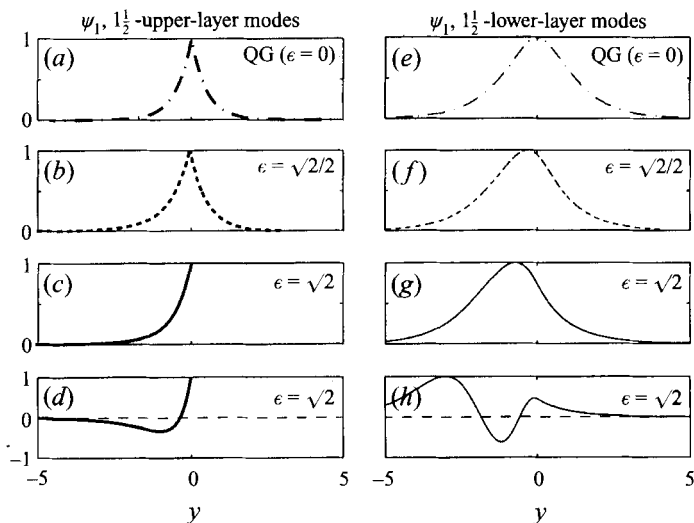 ψ₁, 1½-upper-layer modes
(a) QG (ϵ = 0)
1
0
(b) ϵ = √2/2
1
0
(c) ϵ = √2
1
0
(d) ϵ = √2
1
0
−1
−5 0 5
y
ψ₁, 1½-lower-layer modes
(e) QG (ϵ = 0)
(f) ϵ = √2/2
(g) ϵ = √2
(h) ϵ = √2
−5 0 5
y